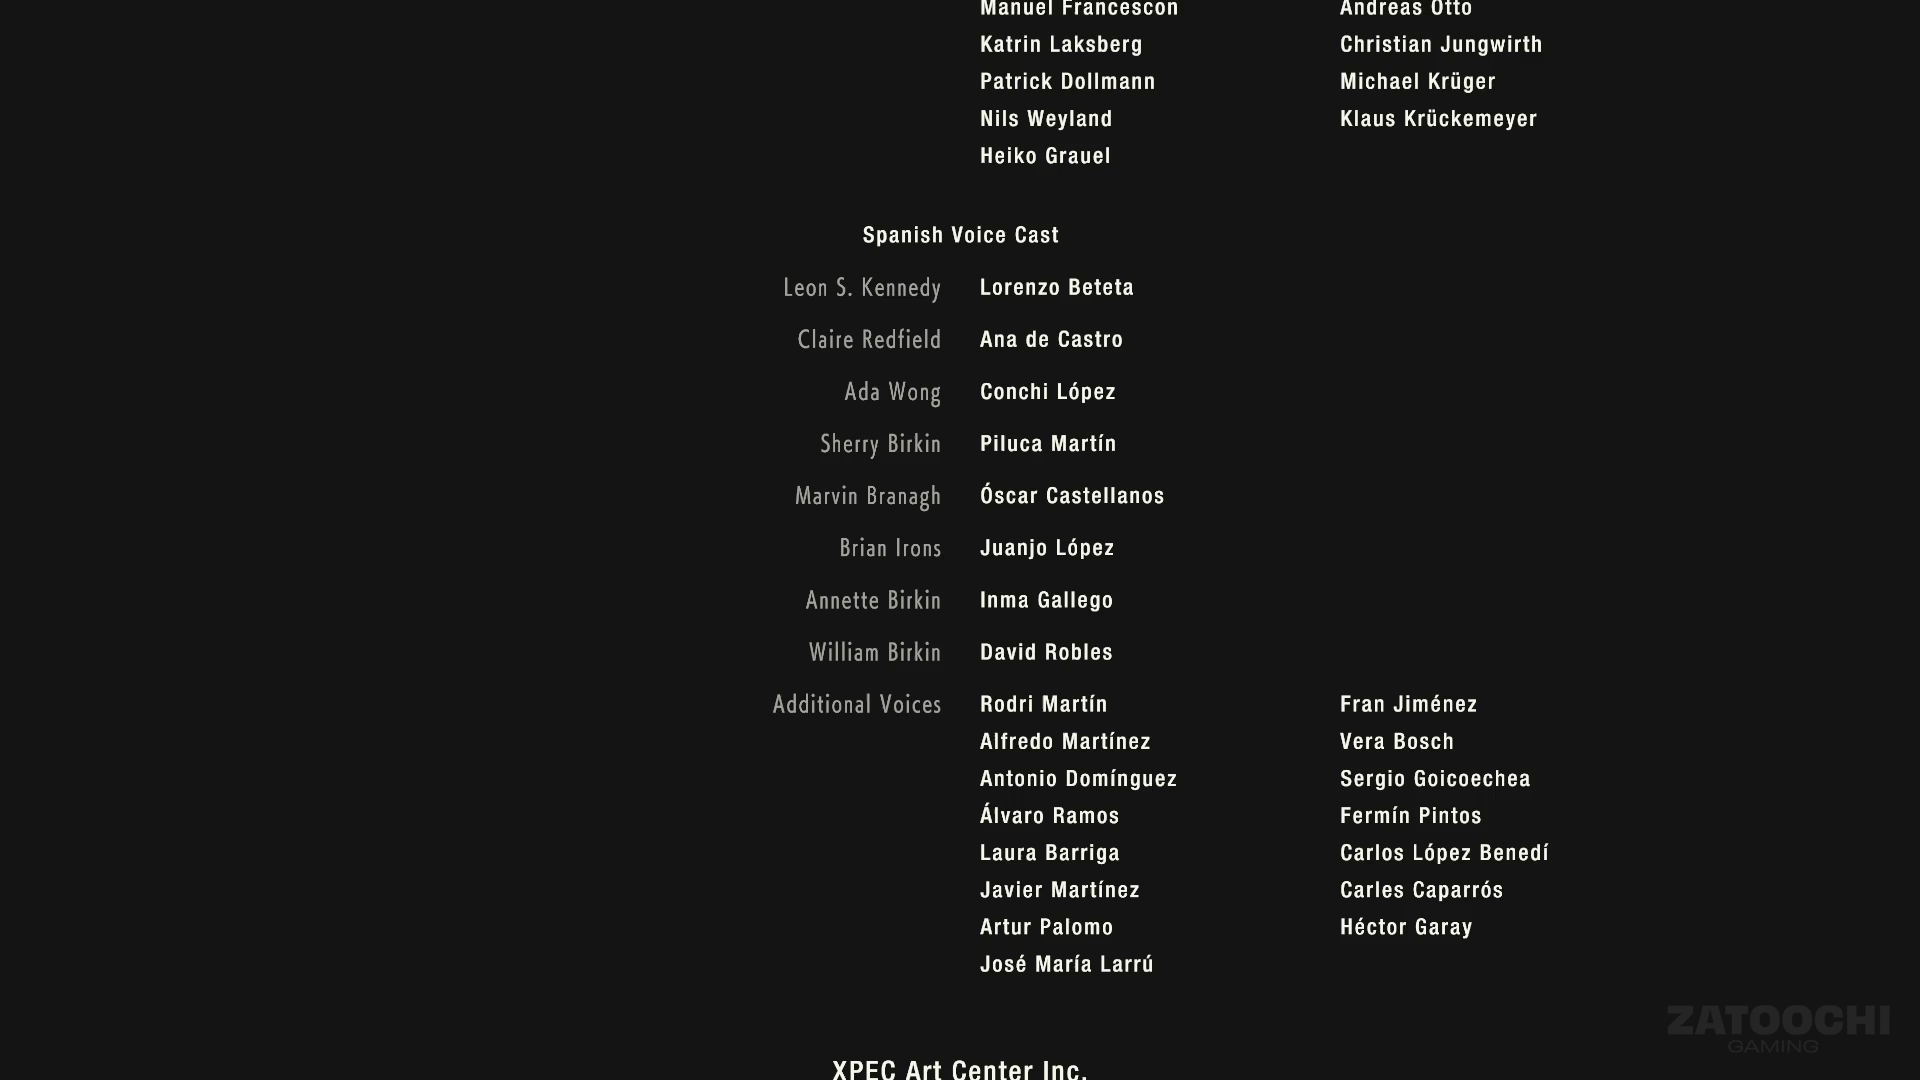 Manuel Francescon Andreas Otto
Katrin Laksberg Christian Jungwirth
Patrick Dollmann Michael Krüger
Nils Weyland Klaus Krückemeyer
Heiko Grauel
Spanish Voice Cast
Leon S. Kennedy Lorenzo Beteta
Claire Redfield Ana de Castro
Ada Wong Conchi López
Sherry Birkin Piluca Martín
Marvin Branagh Óscar Castellanos
Brian Irons Juanjo López
Annette Birkin Inma Gallego
William Birkin David Robles
Additional Voices Rodri Martín Fran Jiménez
Alfredo Martínez Vera Bosch
Antonio Domínguez Sergio Goicoechea
Álvaro Ramos Fermín Pintos
Laura Barriga Carlos López Benedí
Javier Martínez Carles Caparrós
Artur Palomo Héctor Garay
José María Larrú
ZATOOCHI
GAMING
XPEC Art Center Inc.